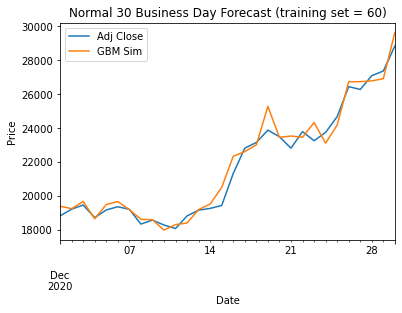 Normal 30 Business Day Forecast (training set = 60)
Adj Close
GBM Sim
30000
28000
26000
24000
22000
20000
18000
Price
07
14
21
28
Dec
2020
Date